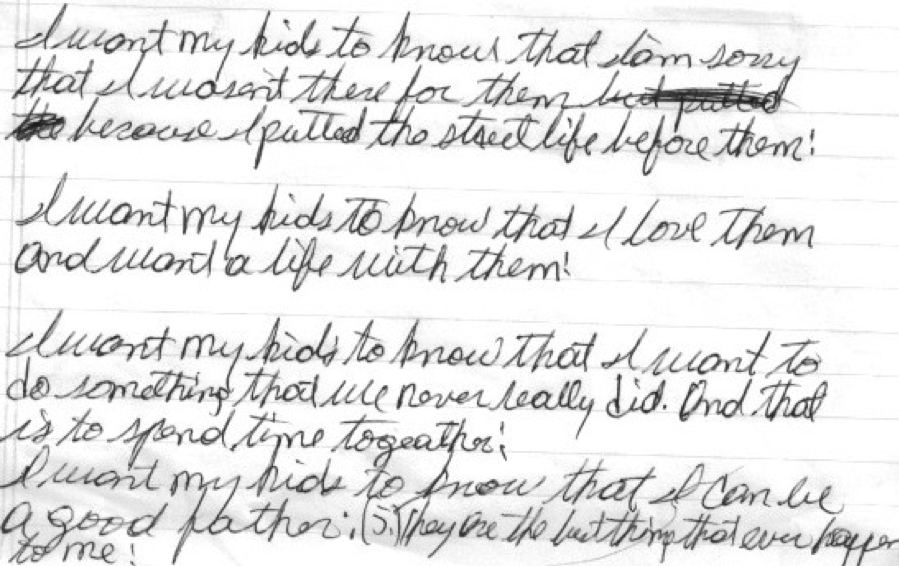 I want my kids to know that I am sorry
that I wasn't there for them but putted
the because I putted the street life before them!
I want my kids to know that I love them
and want a life with them!
I want my kids to know that I want to
do something that we never really did. And that
is to spend time togeather!
I want my kids to know that I can be
a good father! (5.) They are the best thing that ever happen
to me!